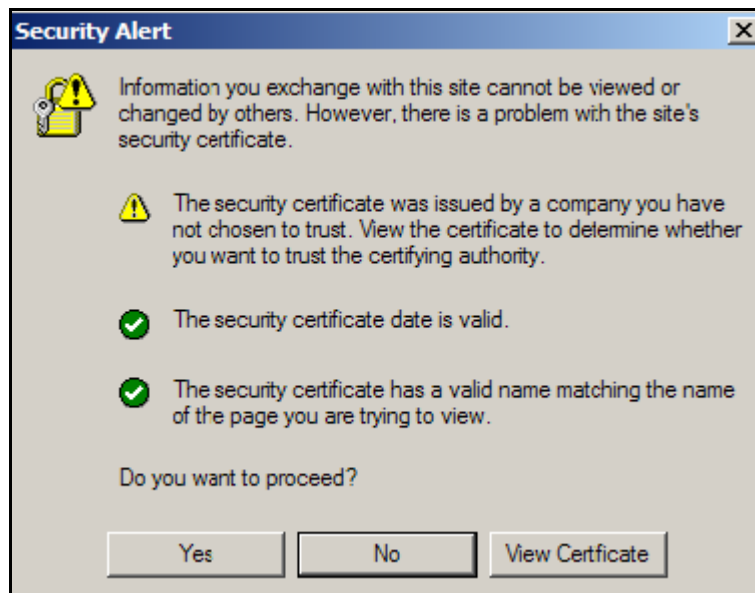 Security Alert
Information you exchange with this site cannot be viewed or
changed by others. However, there is a problem with the site's
security certificate.
The security certificate was issued by a company you have
not chosen to trust. View the certificate to determine whether
you want to trust the certifying authority.
The security certificate date is valid.
The security certificate has a valid name matching the name
of the page you are trying to view.
Do you want to proceed?
Yes No View Certficate